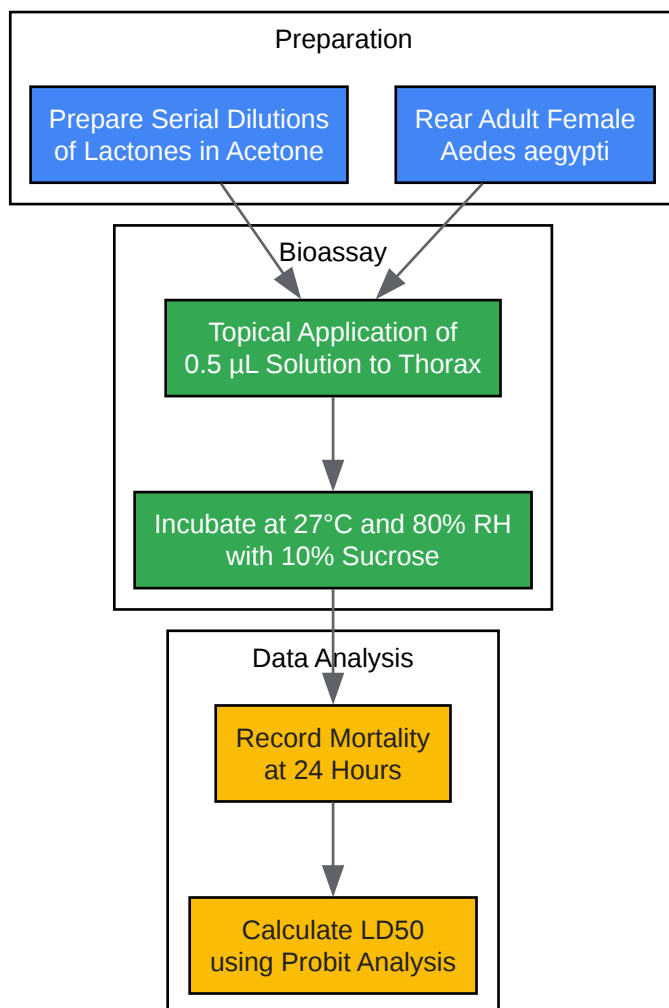 Preparation
Prepare Serial Dilutions
of Lactones in Acetone
Rear Adult Female
Aedes aegypti
Bioassay
Topical Application of
0.5 µL Solution to Thorax
Incubate at 27°C and 80% RH
with 10% Sucrose
Data Analysis
Record Mortality
at 24 Hours
Calculate LD50
using Probit Analysis